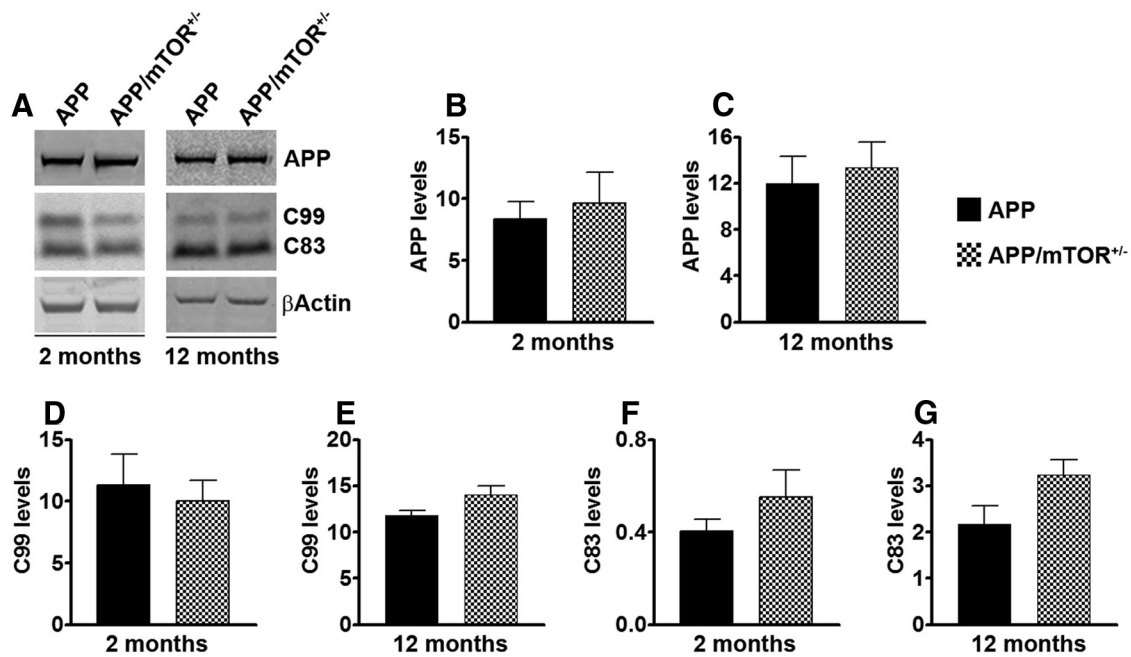 A
APP
APP/mTOR+/-
APP
APP/mTOR+/-
APP
C99
C83
βActin
2 months
12 months
B
APP levels
15
10
5
0
2 months
C
APP levels
16
12
8
4
0
12 months
APP
APP/mTOR+/-
D
C99 levels
15
10
5
0
2 months
E
C99 levels
20
15
10
5
0
12 months
F
C83 levels
0.8
0.4
0.0
2 months
G
C83 levels
4
3
2
1
0
12 months